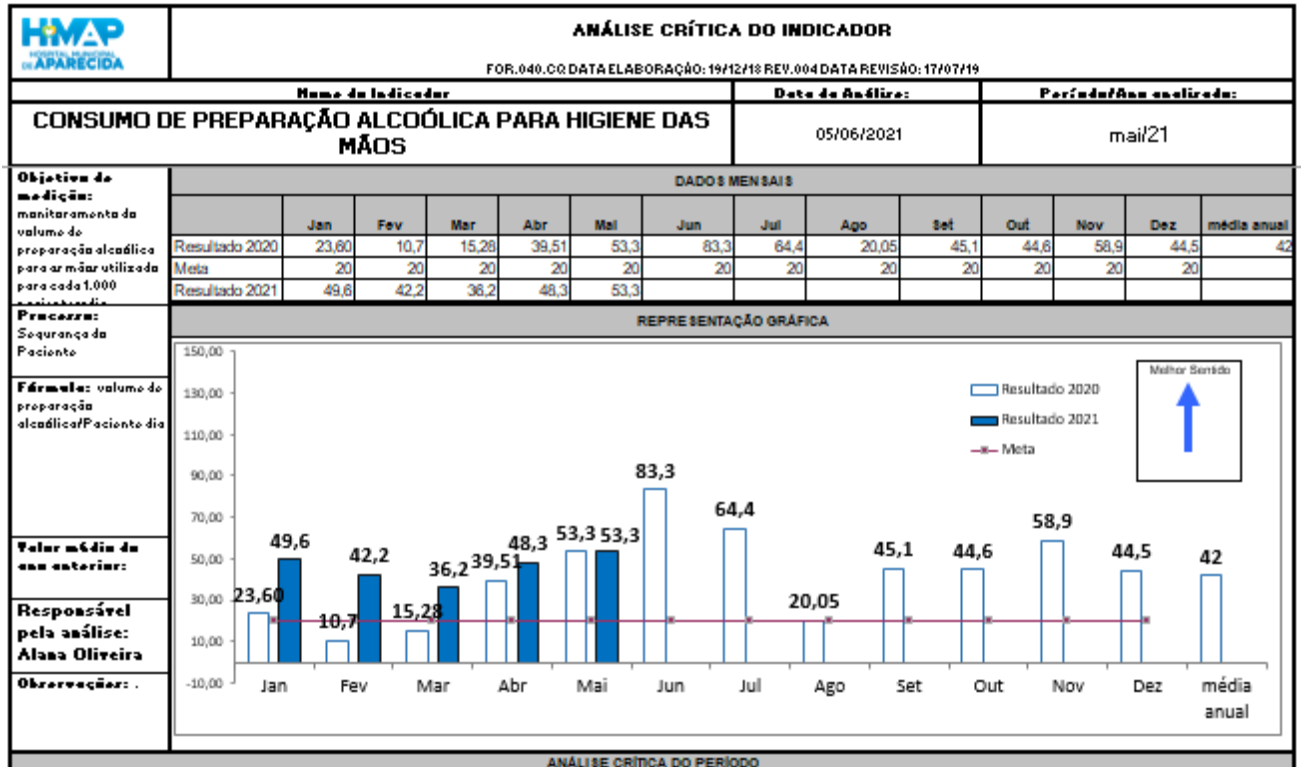 HMAP
HOSPITAL MUNICIPAL
DE APARECIDA
ANÁLISE CRÍTICA DO INDICADOR
FOR.040.CQ DATA ELABORAÇÃO: 19/12/18 REV.004 DATA REVISÃO: 17/07/19
Nome do Indicador
Data da Análise:
Período/Ano analisado:
CONSUMO DE PREPARAÇÃO ALCOÓLICA PARA HIGIENE DAS
MÃOS
05/06/2021
mai/21
Objetivo da
medição:
monitoramento do
volume de
preparação alcoólica
para as mãos utilizado
para cada 1.000
DADOS MENSAIS
Jan Fev Mar Abr Mai Jun Jul Ago Set Out Nov Dez média anual
Resultado 2020 23,60 10,7 15,28 39,51 53,3 83,3 64,4 20,05 45,1 44,6 58,9 44,5 42
Meta 20 20 20 20 20 20 20 20 20 20 20 20
Resultado 2021 49,6 42,2 36,2 48,3 53,3
Processo:
Segurança do
Paciente
Fórmula: volume de
preparação
alcoólica/Paciente dia
Valor médio do
ano anterior:
Responsável
pela análise:
Alana Oliveira
Observações: .
REPRESENTAÇÃO GRÁFICA
150,00
130,00
110,00
90,00
70,00
50,00
30,00
10,00
-10,00
Resultado 2020
Resultado 2021
Meta
Melhor Sentido
23,60 49,6 10,7 42,2 15,28 36,2 39,51 48,3 53,3 53,3 83,3 64,4 20,05 45,1 44,6 58,9 44,5 42
Jan Fev Mar Abr Mai Jun Jul Ago Set Out Nov Dez média
anual
ANÁLISE CRÍTICA DO PERÍODO